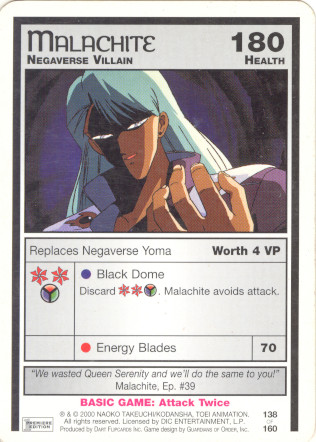 MALACHITE 180
NEGAVERSE VILLAIN HEALTH
Replaces Negaverse Yoma Worth 4 VP
Black Dome
Discard . Malachite avoids attack.
Energy Blades 70
"We wasted Queen Serenity and we'll do the same to you!"
Malachite, Ep. #39
BASIC GAME: Attack Twice
PREMIERE EDITION
® & © 2000 NAOKO TAKEUCHI/KODANSHA, TOEI ANIMATION.
All rights reserved. Licensed by DIC ENTERTAINMENT, L.P.
Produced by DART FLIPCARDS INC. Game design by GUARDIANS OF ORDER, INC.
138
OF
160